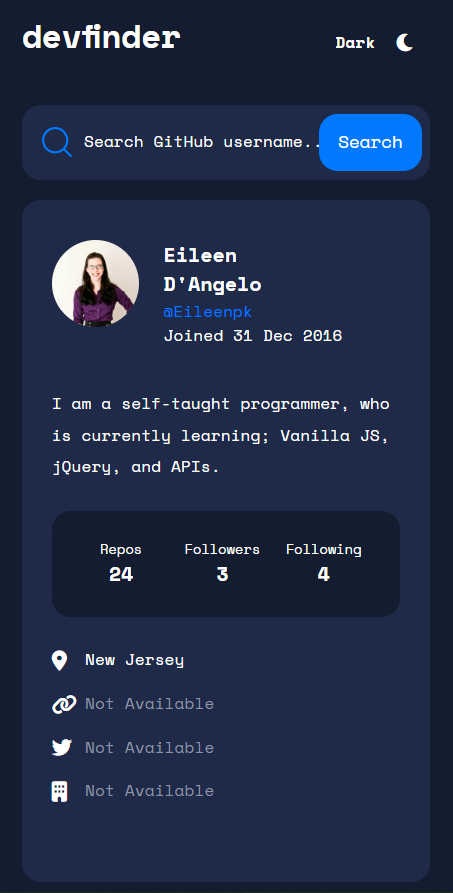 devfinder
Dark
Search GitHub username..
Search
Eileen
D'Angelo
@Eileenpk
Joined 31 Dec 2016
I am a self-taught programmer, who
is currently learning; Vanilla JS,
jQuery, and APIs.
Repos Followers Following
24 3 4
New Jersey
Not Available
Not Available
Not Available